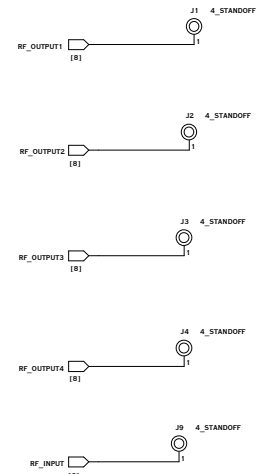 J1 4_STANDOFF
1
RF_OUTPUT1
[8]
J2 4_STANDOFF
1
RF_OUTPUT2
[8]
J3 4_STANDOFF
1
RF_OUTPUT3
[8]
J4 4_STANDOFF
1
RF_OUTPUT4
[8]
J9 4_STANDOFF
1
RF_INPUT